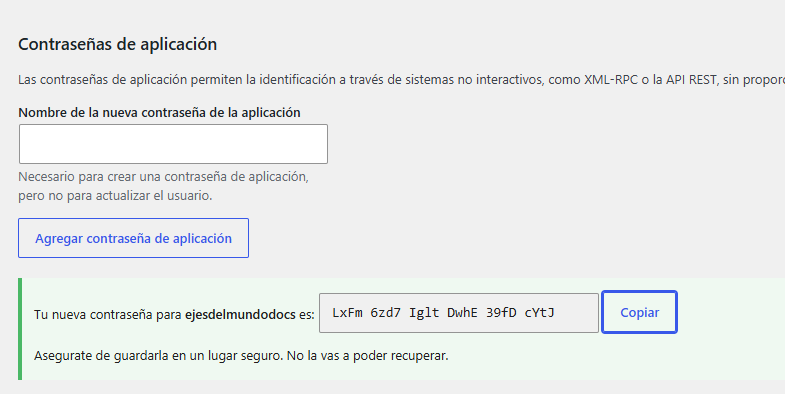 Contraseñas de aplicación
Las contraseñas de aplicación permiten la identificación a través de sistemas no interactivos, como XML-RPC o la API REST, sin
Nombre de la nueva contraseña de la aplicación
Necesario para crear una contraseña de aplicación,
pero no para actualizar el usuario.
Agregar contraseña de aplicación
Tu nueva contraseña para ejesdelmundodocs es: LxFm 6zd7 Iglt DwhE 39fD cYtJ Copiar
Asegurate de guardarla en un lugar seguro. No la vas a poder recuperar.